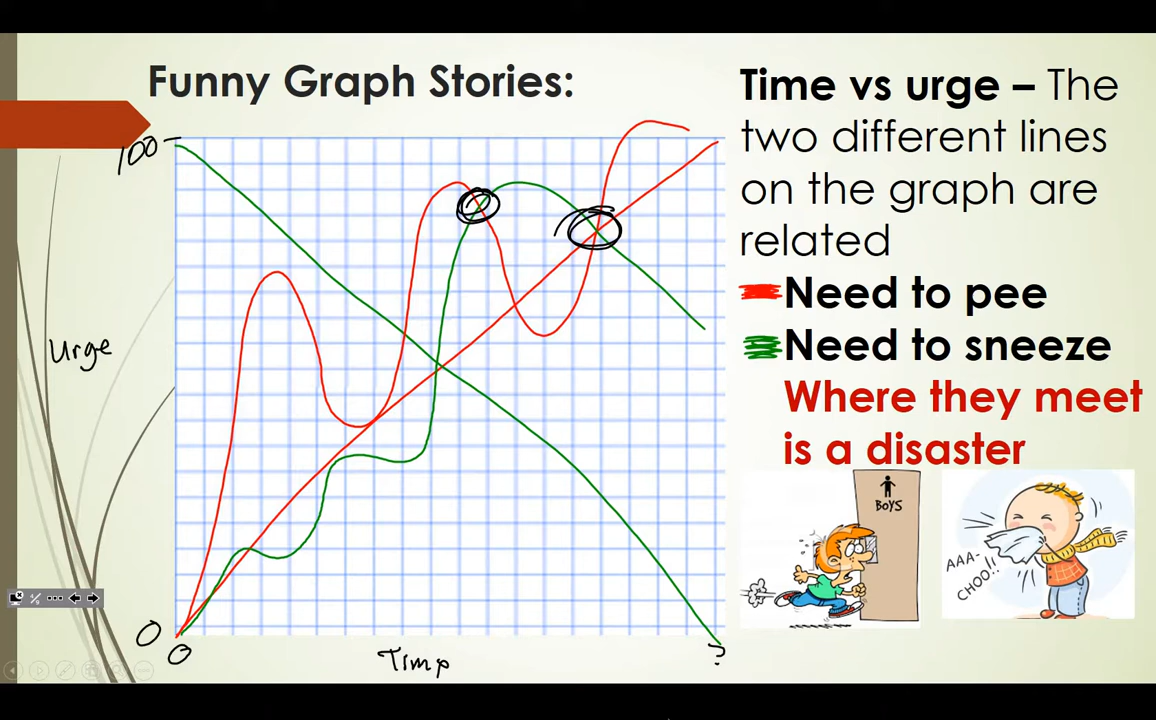 Funny Graph Stories:
100
Urge
0
0
Time
?
Time vs urge – The
two different lines
on the graph are
related
Need to pee
Need to sneeze
Where they meet
is a disaster
BOYS
AAA-
CHOO!!